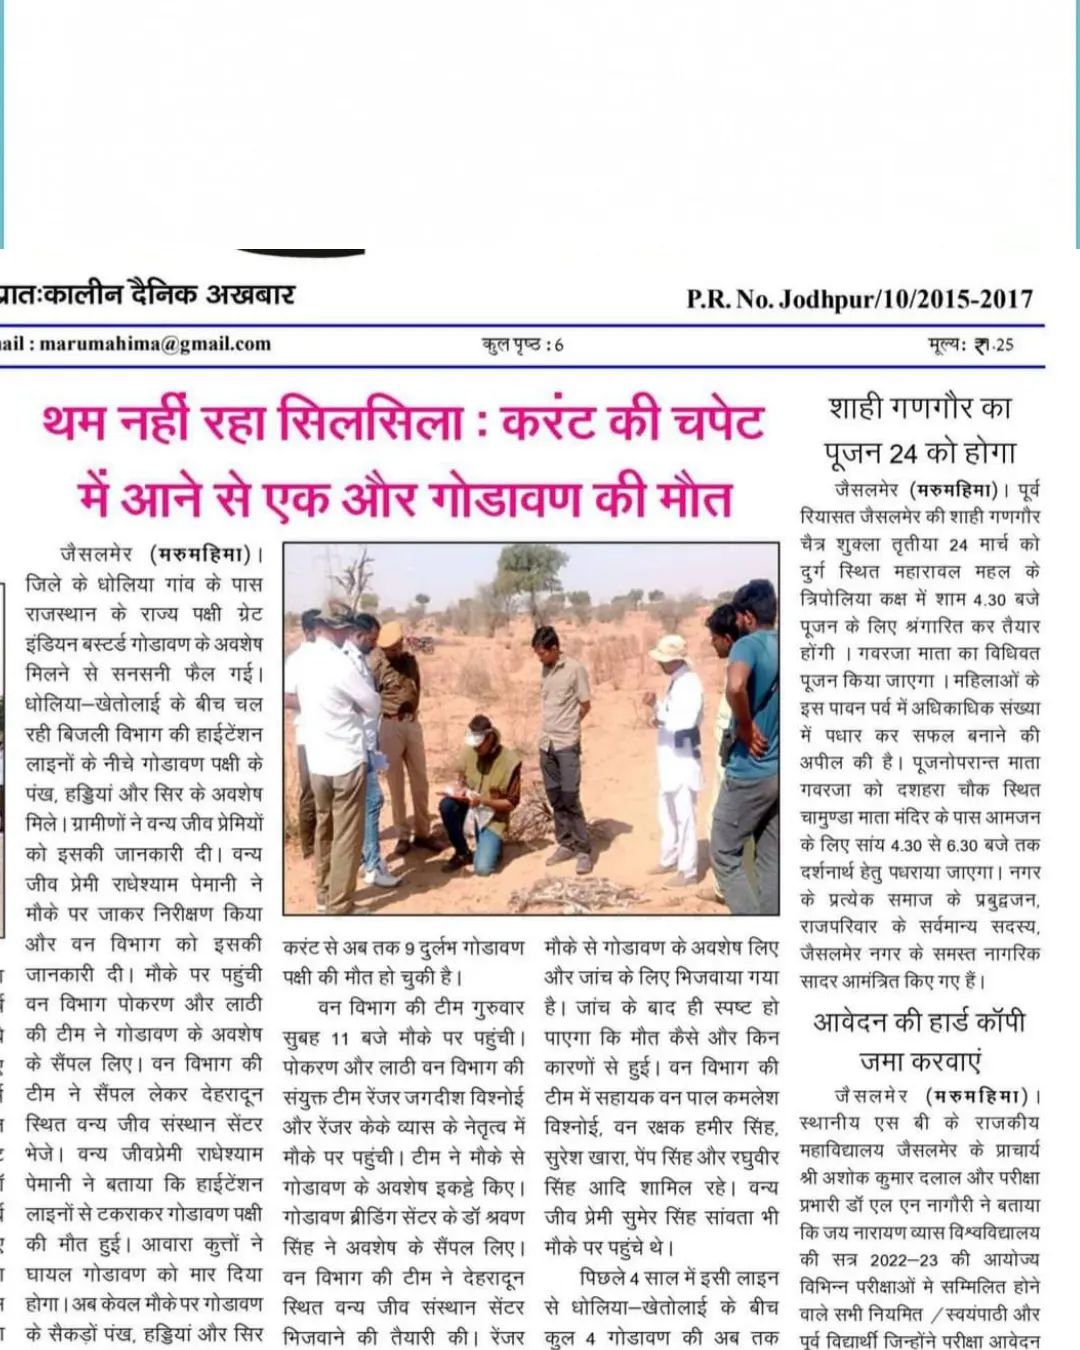 प्रातःकालीन दैनिक अखबार
P.R. No. Jodhpur/10/2015-2017
ail : marumahima@gmail.com
कुल पृष्ठ : 6
मूल्य: ₹1.25
थम नहीं रहा सिलसिला : करंट की चपेट
में आने से एक और गोडावण की मौत
जैसलमेर (मरुमहिमा)।
जिले के धोलिया गांव के पास
राजस्थान के राज्य पक्षी ग्रेट
इंडियन बस्टर्ड गोडावण के अवशेष
मिलने से सनसनी फैल गई।
धोलिया–खेतोलाई के बीच चल
रही बिजली विभाग की हाईटेंशन
लाइनों के नीचे गोडावण पक्षी के
पंख, हड्डियां और सिर के अवशेष
मिले। ग्रामीणों ने वन्य जीव प्रेमियों
को इसकी जानकारी दी। वन्य
जीव प्रेमी राधेश्याम पेमानी ने
मौके पर जाकर निरीक्षण किया
और वन विभाग को इसकी
जानकारी दी। मौके पर पहुंची
वन विभाग पोकरण और लाठी
की टीम ने गोडावण के अवशेष
के सैंपल लिए। वन विभाग की
टीम ने सैंपल लेकर देहरादून
स्थित वन्य जीव संस्थान सेंटर
भेजे। वन्य जीवप्रेमी राधेश्याम
पेमानी ने बताया कि हाईटेंशन
लाइनों से टकराकर गोडावण पक्षी
की मौत हुई। आवारा कुत्तों ने
घायल गोडावण को मार दिया
होगा। अब केवल मौके पर गोडावण
के सैकड़ों पंख, हड्डियां और सिर
करंट से अब तक 9 दुर्लभ गोडावण
पक्षी की मौत हो चुकी है।
वन विभाग की टीम गुरुवार
सुबह 11 बजे मौके पर पहुंची।
पोकरण और लाठी वन विभाग की
संयुक्त टीम रेंजर जगदीश विश्नोई
और रेंजर केके व्यास के नेतृत्व में
मौके पर पहुंची। टीम ने मौके से
गोडावण के अवशेष इकट्ठे किए।
गोडावण ब्रीडिंग सेंटर के डॉ श्रवण
सिंह ने अवशेष के सैंपल लिए।
वन विभाग की टीम ने देहरादून
स्थित वन्य जीव संस्थान सेंटर
भिजवाने की तैयारी की। रेंजर
मौके से गोडावण के अवशेष लिए
और जांच के लिए भिजवाया गया
है। जांच के बाद ही स्पष्ट हो
पाएगा कि मौत कैसे और किन
कारणों से हुई। वन विभाग की
टीम में सहायक वन पाल कमलेश
विश्नोई, वन रक्षक हमीर सिंह,
सुरेश खारा, पेंप सिंह और रघुवीर
सिंह आदि शामिल रहे। वन्य
जीव प्रेमी सुमेर सिंह सांवता भी
मौके पर पहुंचे थे।
पिछले 4 साल में इसी लाइन
से धोलिया–खेतोलाई के बीच
कुल 4 गोडावण की अब तक
शाही गणगौर का
पूजन 24 को होगा
जैसलमेर (मरुमहिमा)। पूर्व
रियासत जैसलमेर की शाही गणगौर
चैत्र शुक्ला तृतीया 24 मार्च को
दुर्ग स्थित महारावल महल के
त्रिपोलिया कक्ष में शाम 4.30 बजे
पूजन के लिए श्रंगारित कर तैयार
होंगी । गवरजा माता का विधिवत
पूजन किया जाएगा । महिलाओं के
इस पावन पर्व में अधिकाधिक संख्या
में पधार कर सफल बनाने की
अपील की है। पूजनोपरान्त माता
गवरजा को दशहरा चौक स्थित
चामुण्डा माता मंदिर के पास आमजन
के लिए सांय 4.30 से 6.30 बजे तक
दर्शनार्थ हेतु पधराया जाएगा। नगर
के प्रत्येक समाज के प्रबुद्वजन,
राजपरिवार के सर्वमान्य सदस्य,
जैसलमेर नगर के समस्त नागरिक
सादर आमंत्रित किए गए हैं।
आवेदन की हार्ड कॉपी
जमा करवाएं
जैसलमेर (मरुमहिमा)।
स्थानीय एस बी के राजकीय
महाविद्यालय जैसलमेर के प्राचार्य
श्री अशोक कुमार दलाल और परीक्षा
प्रभारी डॉ एल एन नागौरी ने बताया
कि जय नारायण व्यास विश्वविद्यालय
की सत्र 2022–23 की आयोज्य
विभिन्न परीक्षाओं मे सम्मिलित होने
वाले सभी नियमित /स्वयंपाठी और
पूर्व विद्यार्थी जिन्होंने परीक्षा आवेदन